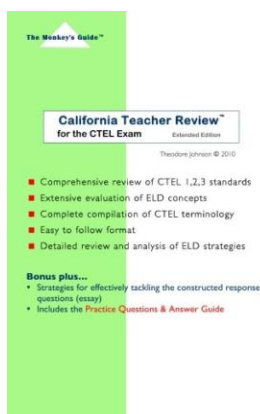 The Monkey's Guide™
California Teacher Review™
for the CTEL Exam Extended Edition
Theodore Johnson © 2010
■ Comprehensive review of CTEL 1,2,3 standards
■ Extensive evaluation of ELD concepts
■ Complete compilation of CTEL terminology
■ Easy to follow format
■ Detailed review and analysis of ELD strategies
Bonus plus...
• Strategies for effectively tackling the constructed response
questions (essay)
• Includes the Practice Questions & Answer Guide